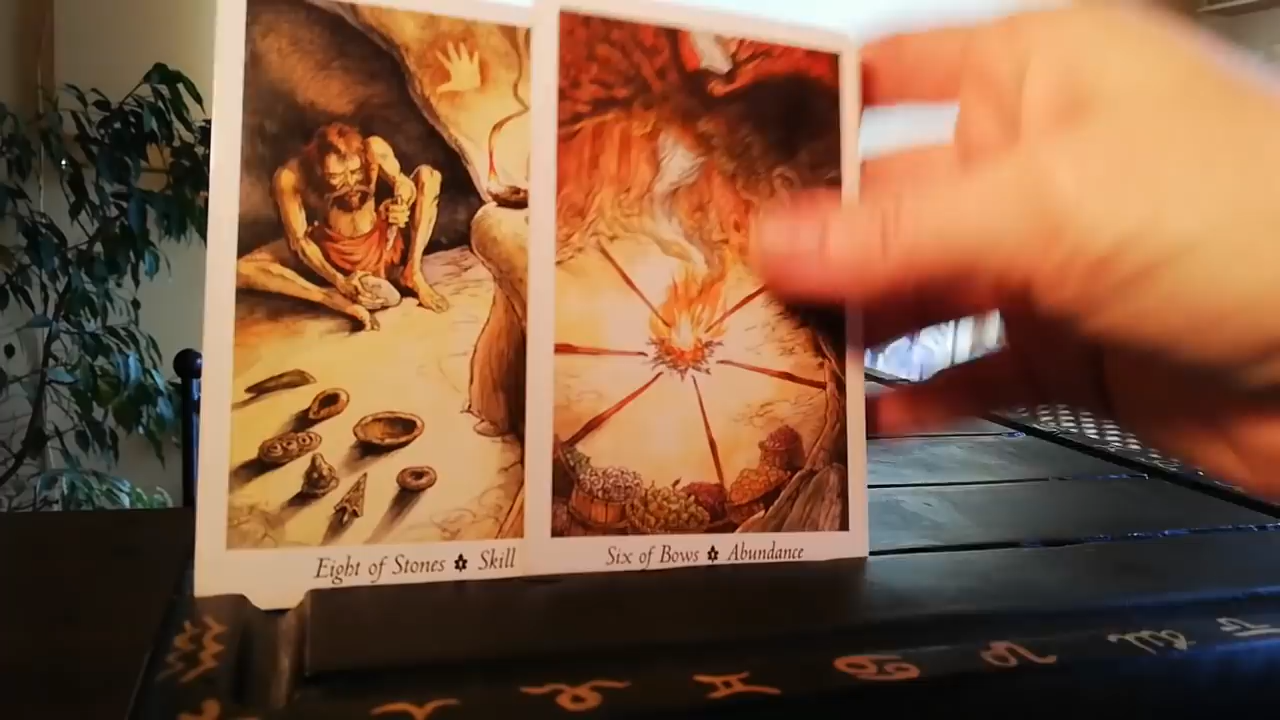 Eight of Stones ✽ Skill
Six of Bows ✽ Abundance
♒
♈ ♉ ♊ ♋ ♌ ♍ ♎